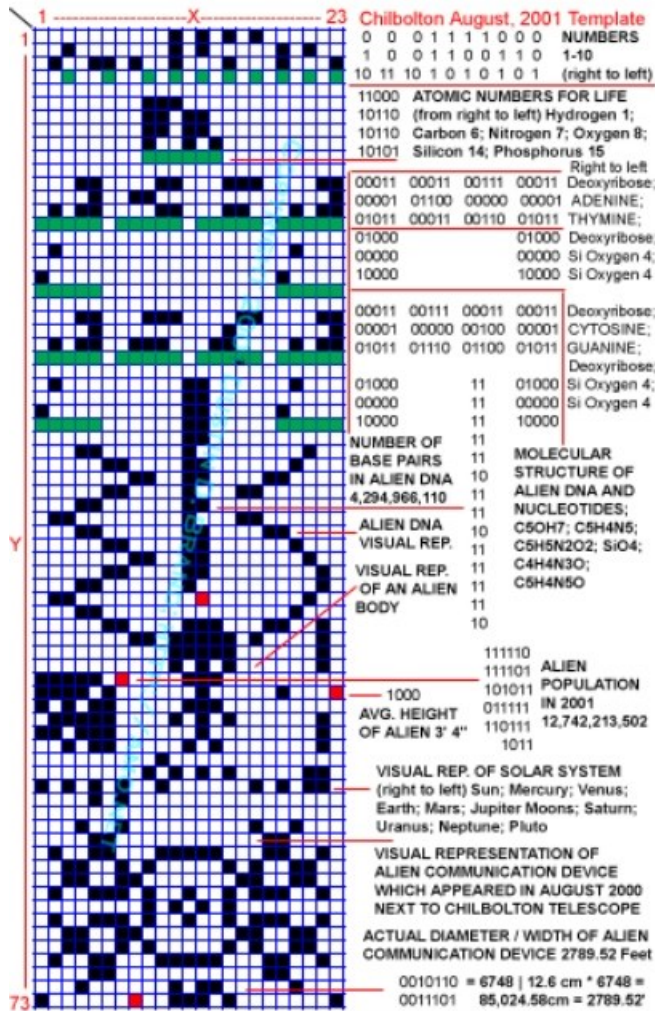 1 X 23 Chilbolton August, 2001 Template
1
0 0 0 1 1 1 1 0 0 0 NUMBERS
1 0 0 1 1 0 0 1 1 0 1-10
10 11 10 1 0 1 0 1 0 1 (right to left)
11000 ATOMIC NUMBERS FOR LIFE
10110 (from right to left) Hydrogen 1;
10110 Carbon 6; Nitrogen 7; Oxygen 8;
10101 Silicon 14; Phosphorus 15
Right to left
00011 00011 00111 00011 Deoxyribose;
00001 01100 00000 00001 ADENINE;
01011 00011 00110 01011 THYMINE;
01000 01000 Deoxyribose;
00000 00000 Si Oxygen 4;
10000 10000 Si Oxygen 4
00011 00111 00011 00011 Deoxyribose;
00001 00000 00100 00001 CYTOSINE;
01011 01110 01100 01011 GUANINE;
Deoxyribose;
01000 11 01000 Si Oxygen 4;
00000 11 00000 Si Oxygen 4
10000 11 10000
11
11
10
11
11
10
11
11
11
11
10
NUMBER OF
BASE PAIRS
IN ALIEN DNA
4,294,966,110
MOLECULAR
STRUCTURE OF
ALIEN DNA AND
NUCLEOTIDES;
C5OH7; C5H4N5;
C5H5N2O2; SiO4;
C4H4N3O;
C5H4N5O
Y
ALIEN DNA
VISUAL REP.
VISUAL REP.
OF AN ALIEN
BODY
111110
111101
101011
011111
110111
1011
ALIEN
POPULATION
IN 2001
12,742,213,502
1000
AVG. HEIGHT
OF ALIEN 3' 4"
VISUAL REP. OF SOLAR SYSTEM
(right to left) Sun; Mercury; Venus;
Earth; Mars; Jupiter Moons; Saturn;
Uranus; Neptune; Pluto
VISUAL REPRESENTATION OF
ALIEN COMMUNICATION DEVICE
WHICH APPEARED IN AUGUST 2000
NEXT TO CHILBOLTON TELESCOPE
ACTUAL DIAMETER / WIDTH OF ALIEN
COMMUNICATION DEVICE 2789.52 Feet
0010110 = 6748 | 12.6 cm * 6748 =
0011101 85,024.58cm = 2789.52'
73